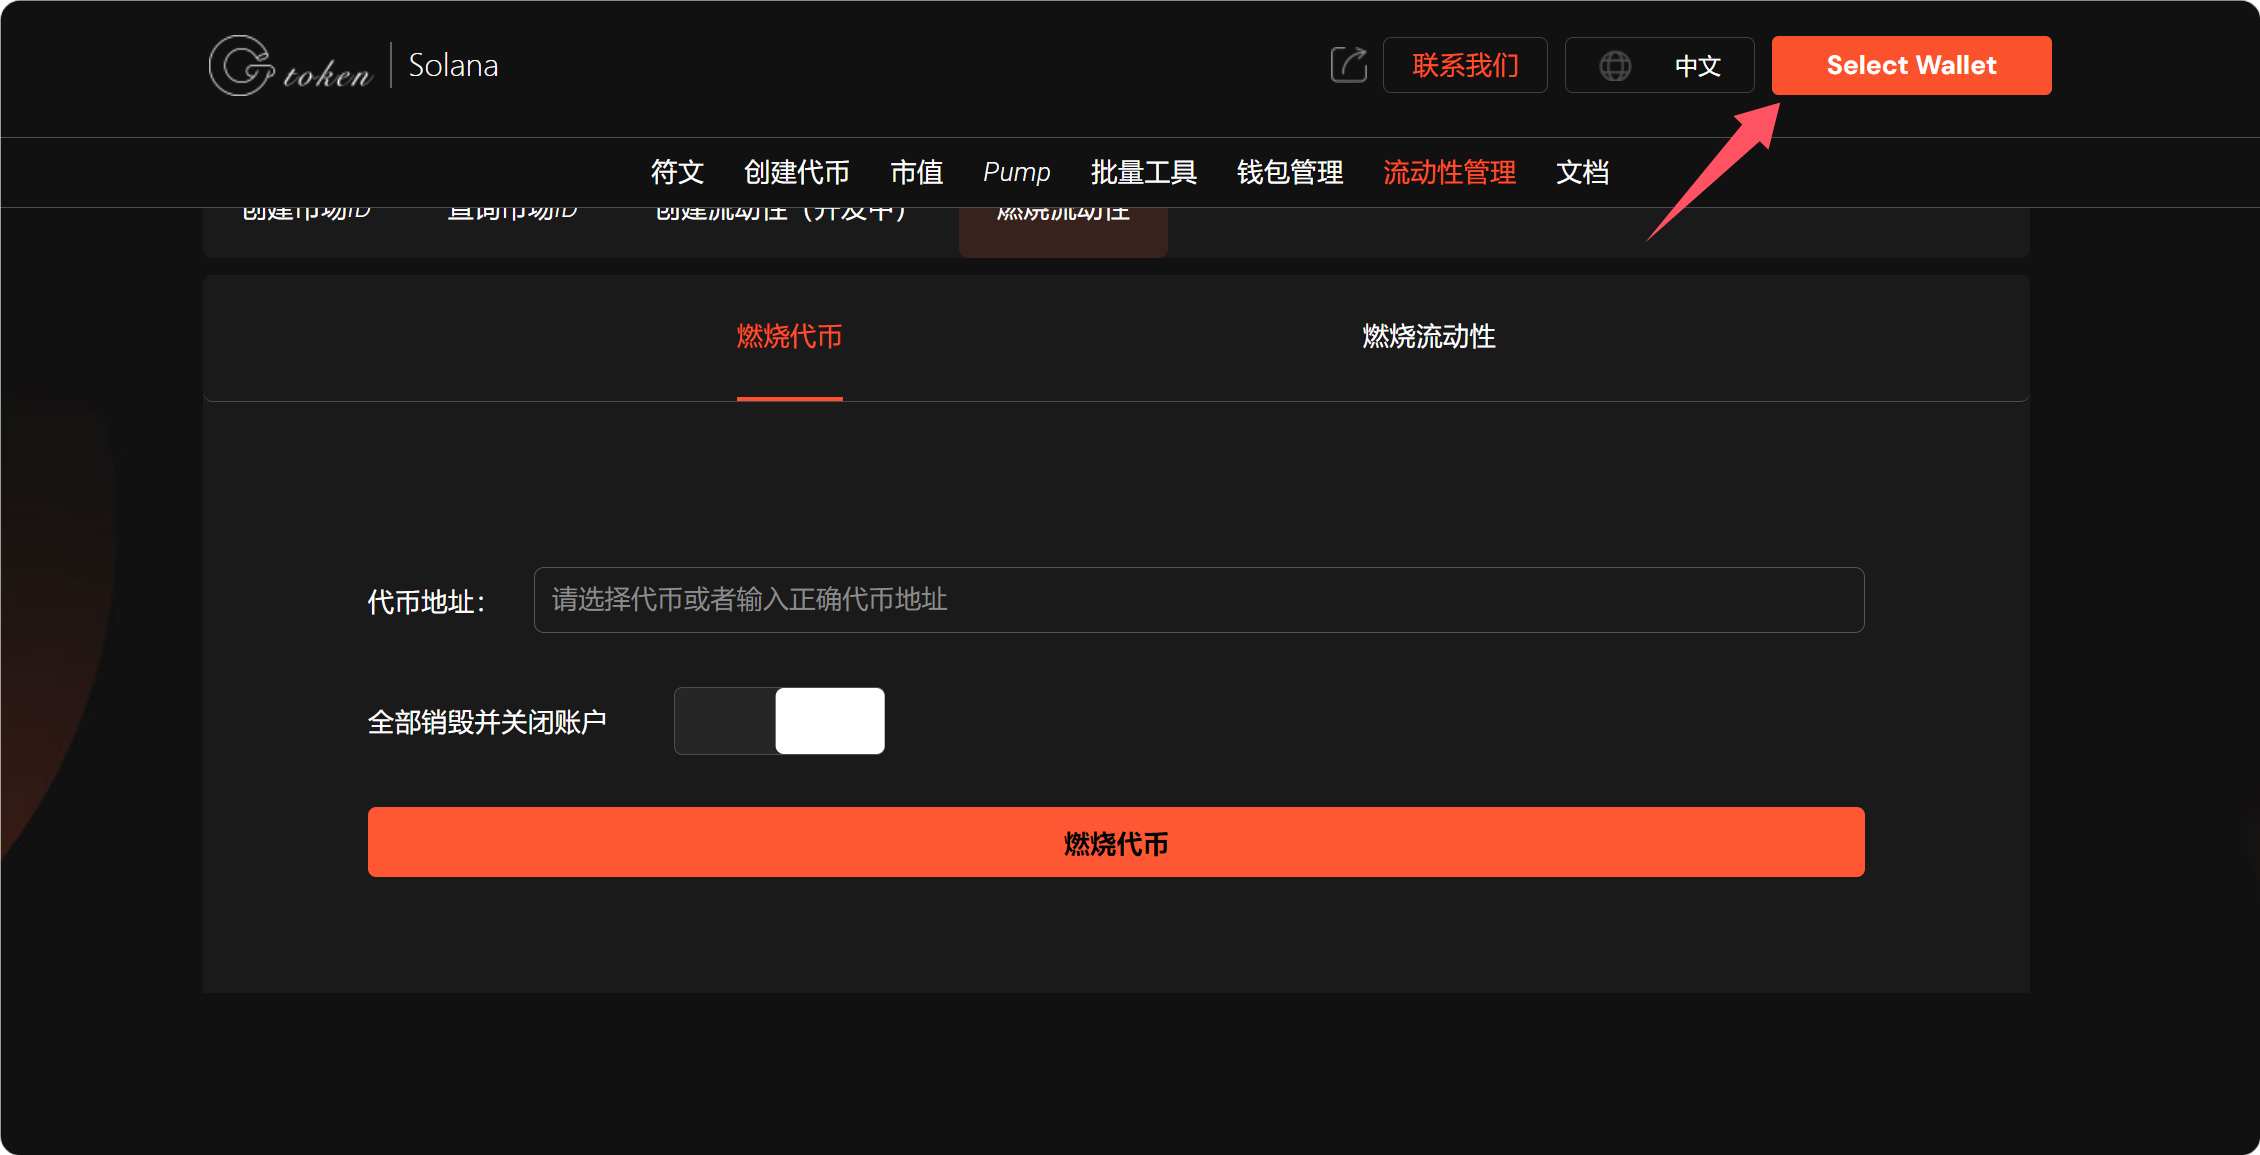 G token | Solana
联系我们
中文
Select Wallet
符文 创建代币 市值 Pump 批量工具 钱包管理 流动性管理 文档
创建市场ID 查询市场ID 创建流动性（开发中） 燃烧流动性
燃烧代币 燃烧流动性
代币地址： 请选择代币或者输入正确代币地址
全部销毁并关闭账户
燃烧代币